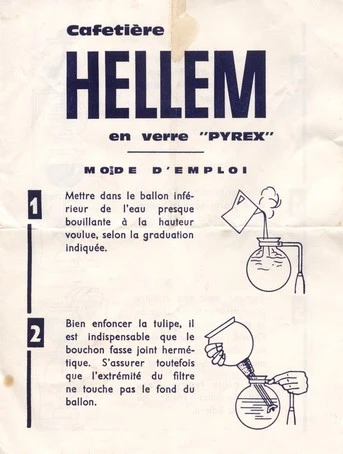 Cafetière
HELLEM
en verre "PYREX"
MODE D'EMPLOI
1
Mettre dans le ballon infé-
rieur de l'eau presque
bouillante à la hauteur
voulue, selon la graduation
indiquée.
2
Bien enfoncer la tulipe, il
est indispensable que le
bouchon fasse joint hermé-
tique. S'assurer toutefois
que l'extrémité du filtre
ne touche pas le fond du
ballon.